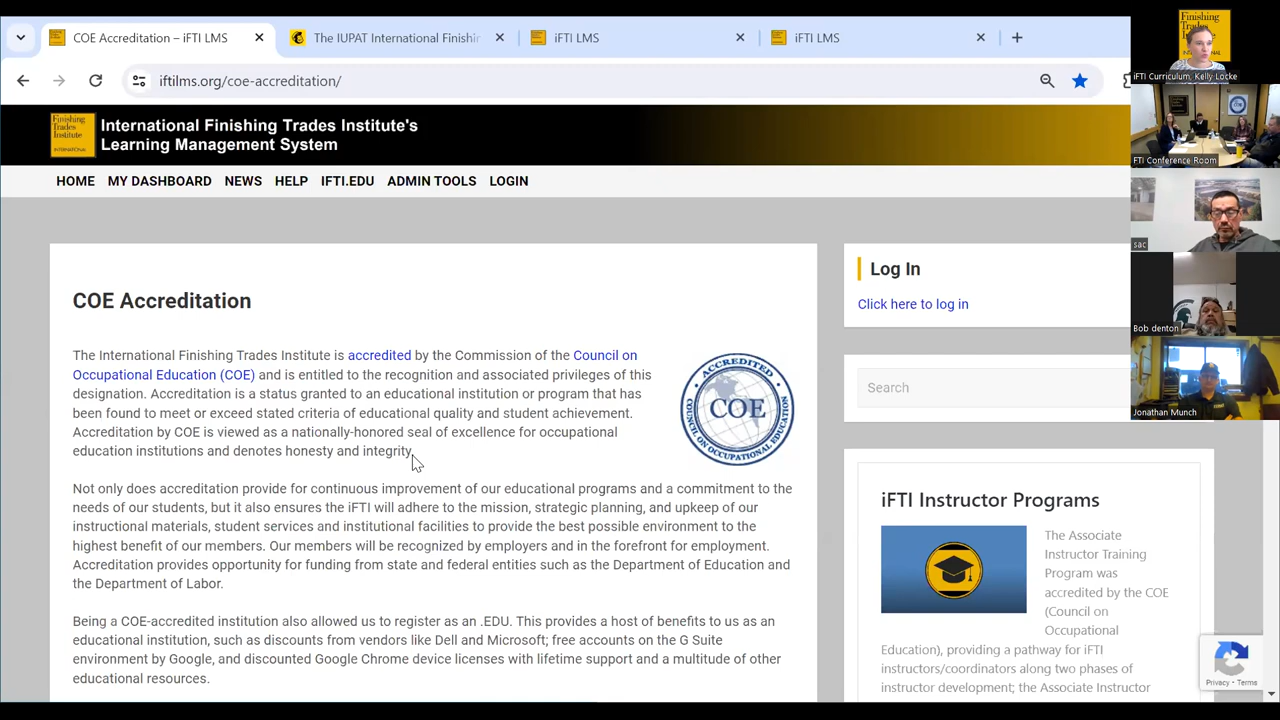 COE Accreditation – iFTI LMS
The IUPAT International Finishi
iFTI LMS
iFTI LMS
iftilms.org/coe-accreditation/
Finishing
Trades
Institute
INTERNATIONAL
International Finishing Trades Institute's
Learning Management System
HOME
MY DASHBOARD
NEWS
HELP
IFTI.EDU
ADMIN TOOLS
LOGIN
COE Accreditation
The International Finishing Trades Institute is accredited by the Commission of the Council on
Occupational Education (COE) and is entitled to the recognition and associated privileges of this
designation. Accreditation is a status granted to an educational institution or program that has
been found to meet or exceed stated criteria of educational quality and student achievement.
Accreditation by COE is viewed as a nationally-honored seal of excellence for occupational
education institutions and denotes honesty and integrity.
ACCREDITED
COE
COUNCIL ON OCCUPATIONAL EDUCATION
Not only does accreditation provide for continuous improvement of our educational programs and a commitment to the
needs of our students, but it also ensures the iFTI will adhere to the mission, strategic planning, and upkeep of our
instructional materials, student services and institutional facilities to provide the best possible environment to the
highest benefit of our members. Our members will be recognized by employers and in the forefront for employment.
Accreditation provides opportunity for funding from state and federal entities such as the Department of Education and
the Department of Labor.
Being a COE-accredited institution also allowed us to register as an .EDU. This provides a host of benefits to us as an
educational institution, such as discounts from vendors like Dell and Microsoft; free accounts on the G Suite
environment by Google, and discounted Google Chrome device licenses with lifetime support and a multitude of other
educational resources.
Log In
Click here to log in
Search
iFTI Instructor Programs
The Associate
Instructor Training
Program was
accredited by the COE
(Council on
Occupational
Education), providing a pathway for iFTI
instructors/coordinators along two phases of
instructor development; the Associate Instructor
Privacy - Terms
Finishing
Trades
iFTI Curriculum, Kelly Locke
FTI Conference Room
sac
Bob denton
Jonathan Munch